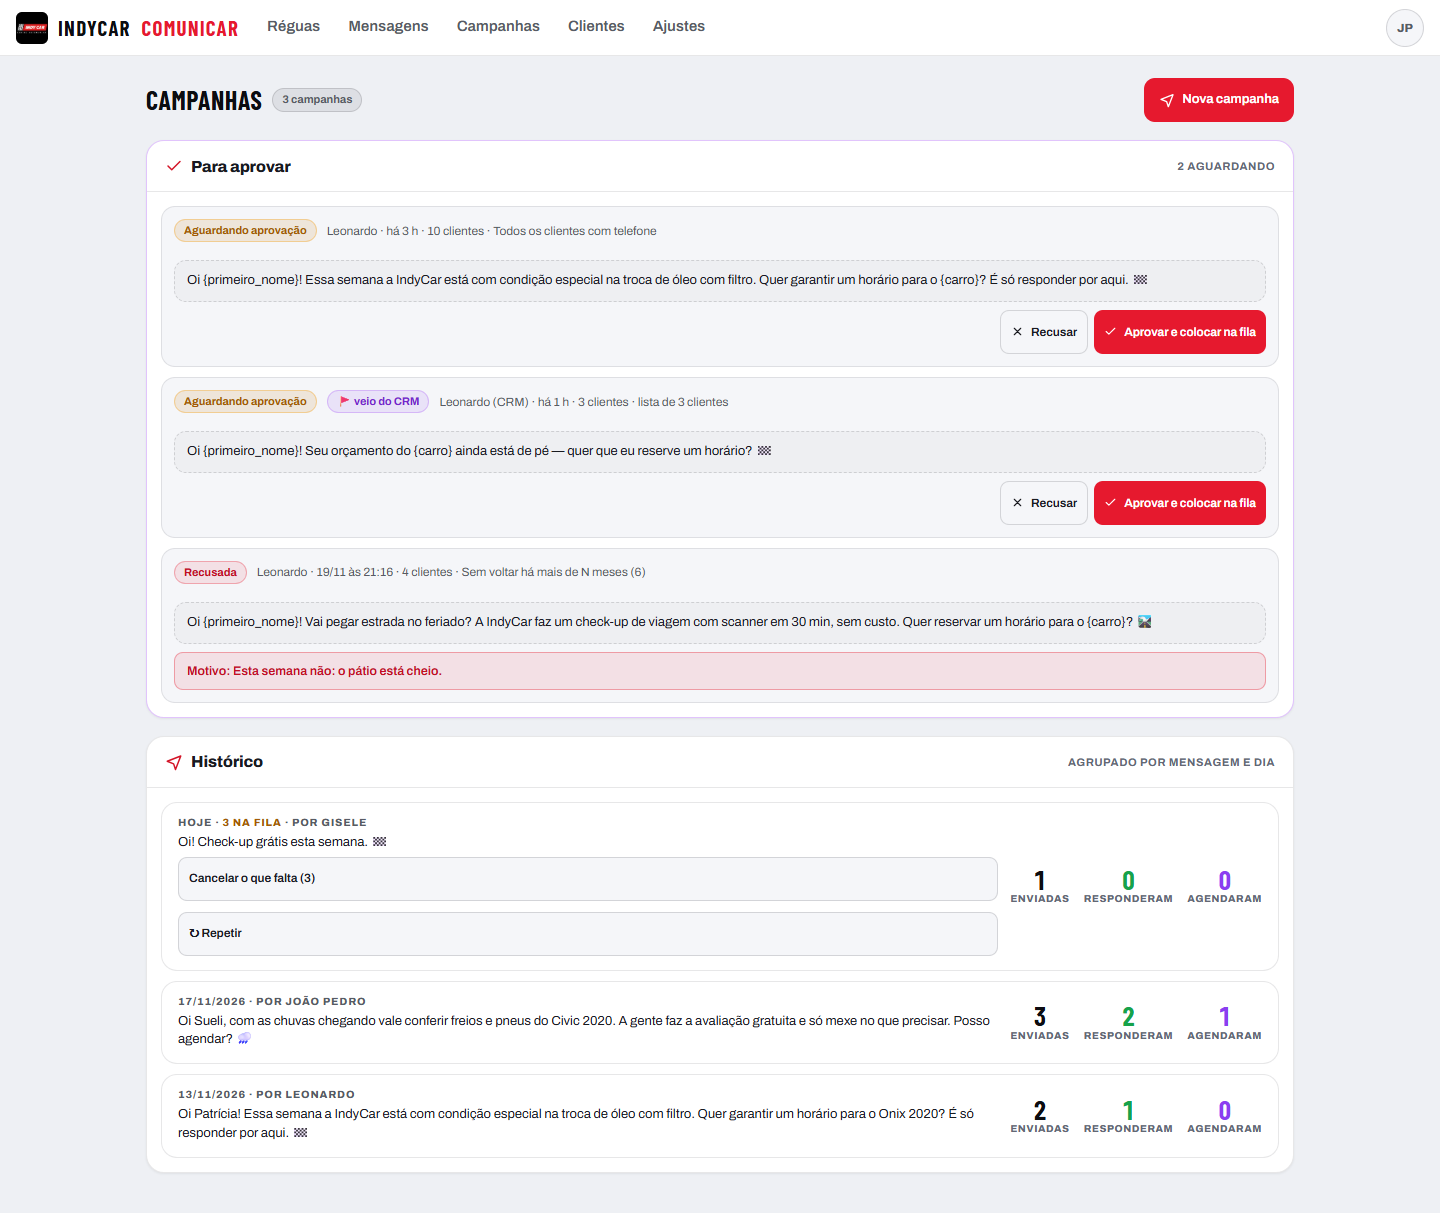 INDYCAR COMUNICAR
Réguas
Mensagens
Campanhas
Clientes
Ajustes
JP
CAMPANHAS
3 campanhas
Nova campanha
Para aprovar
2 AGUARDANDO
Aguardando aprovação
Leonardo · há 3 h · 10 clientes · Todos os clientes com telefone
Oi {primeiro_nome}! Essa semana a IndyCar está com condição especial na troca de óleo com filtro. Quer garantir um horário para o {carro}? É só responder por aqui. 🏁
Recusar
Aprovar e colocar na fila
Aguardando aprovação
🚩 veio do CRM
Leonardo (CRM) · há 1 h · 3 clientes · lista de 3 clientes
Oi {primeiro_nome}! Seu orçamento do {carro} ainda está de pé — quer que eu reserve um horário? 🏁
Recusar
Aprovar e colocar na fila
Recusada
Leonardo · 19/11 às 21:16 · 4 clientes · Sem voltar há mais de N meses (6)
Oi {primeiro_nome}! Vai pegar estrada no feriado? A IndyCar faz um check-up de viagem com scanner em 30 min, sem custo. Quer reservar um horário para o {carro}? 🛣️
Motivo: Esta semana não: o pátio está cheio.
Histórico
AGRUPADO POR MENSAGEM E DIA
HOJE · 3 NA FILA · POR GISELE
Oi! Check-up grátis esta semana. 🏁
Cancelar o que falta (3)
↻ Repetir
1
ENVIADAS
0
RESPONDERAM
0
AGENDARAM
17/11/2026 · POR JOÃO PEDRO
Oi Sueli, com as chuvas chegando vale conferir freios e pneus do Civic 2020. A gente faz a avaliação gratuita e só mexe no que precisar. Posso
agendar? 🌧️
3
ENVIADAS
2
RESPONDERAM
1
AGENDARAM
13/11/2026 · POR LEONARDO
Oi Patrícia! Essa semana a IndyCar está com condição especial na troca de óleo com filtro. Quer garantir um horário para o Onix 2020? É só
responder por aqui. 🏁
2
ENVIADAS
1
RESPONDERAM
0
AGENDARAM